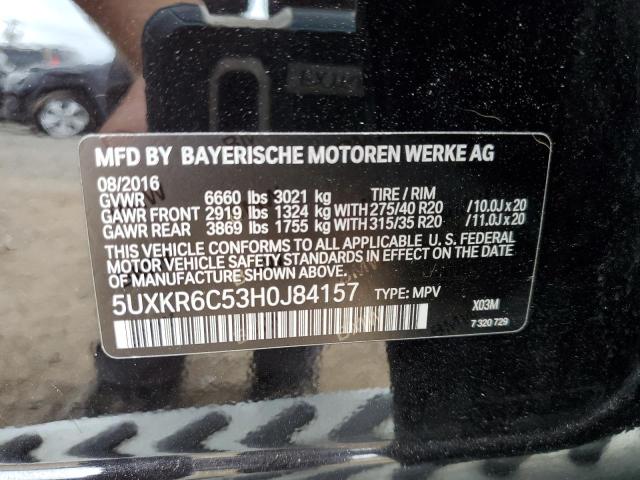 MFD BY BAYERISCHE MOTOREN WERKE AG
08/2016
GVWR 6660 lbs 3021 kg TIRE / RIM
GAWR FRONT 2919 lbs 1324 kg WITH 275/40 R20 /10.0J x 20
GAWR REAR 3869 lbs 1755 kg WITH 315/35 R20 /11.0J x 20
THIS VEHICLE CONFORMS TO ALL APPLICABLE, U. S. FEDERAL
MOTOR VEHICLE SAFETY STANDARDS IN EFFECT ON THE DATE
OF MANUFACTURE SHOWN ABOVE.
5UXKR6C53H0J84157 TYPE: MPV X03M
7 320 729